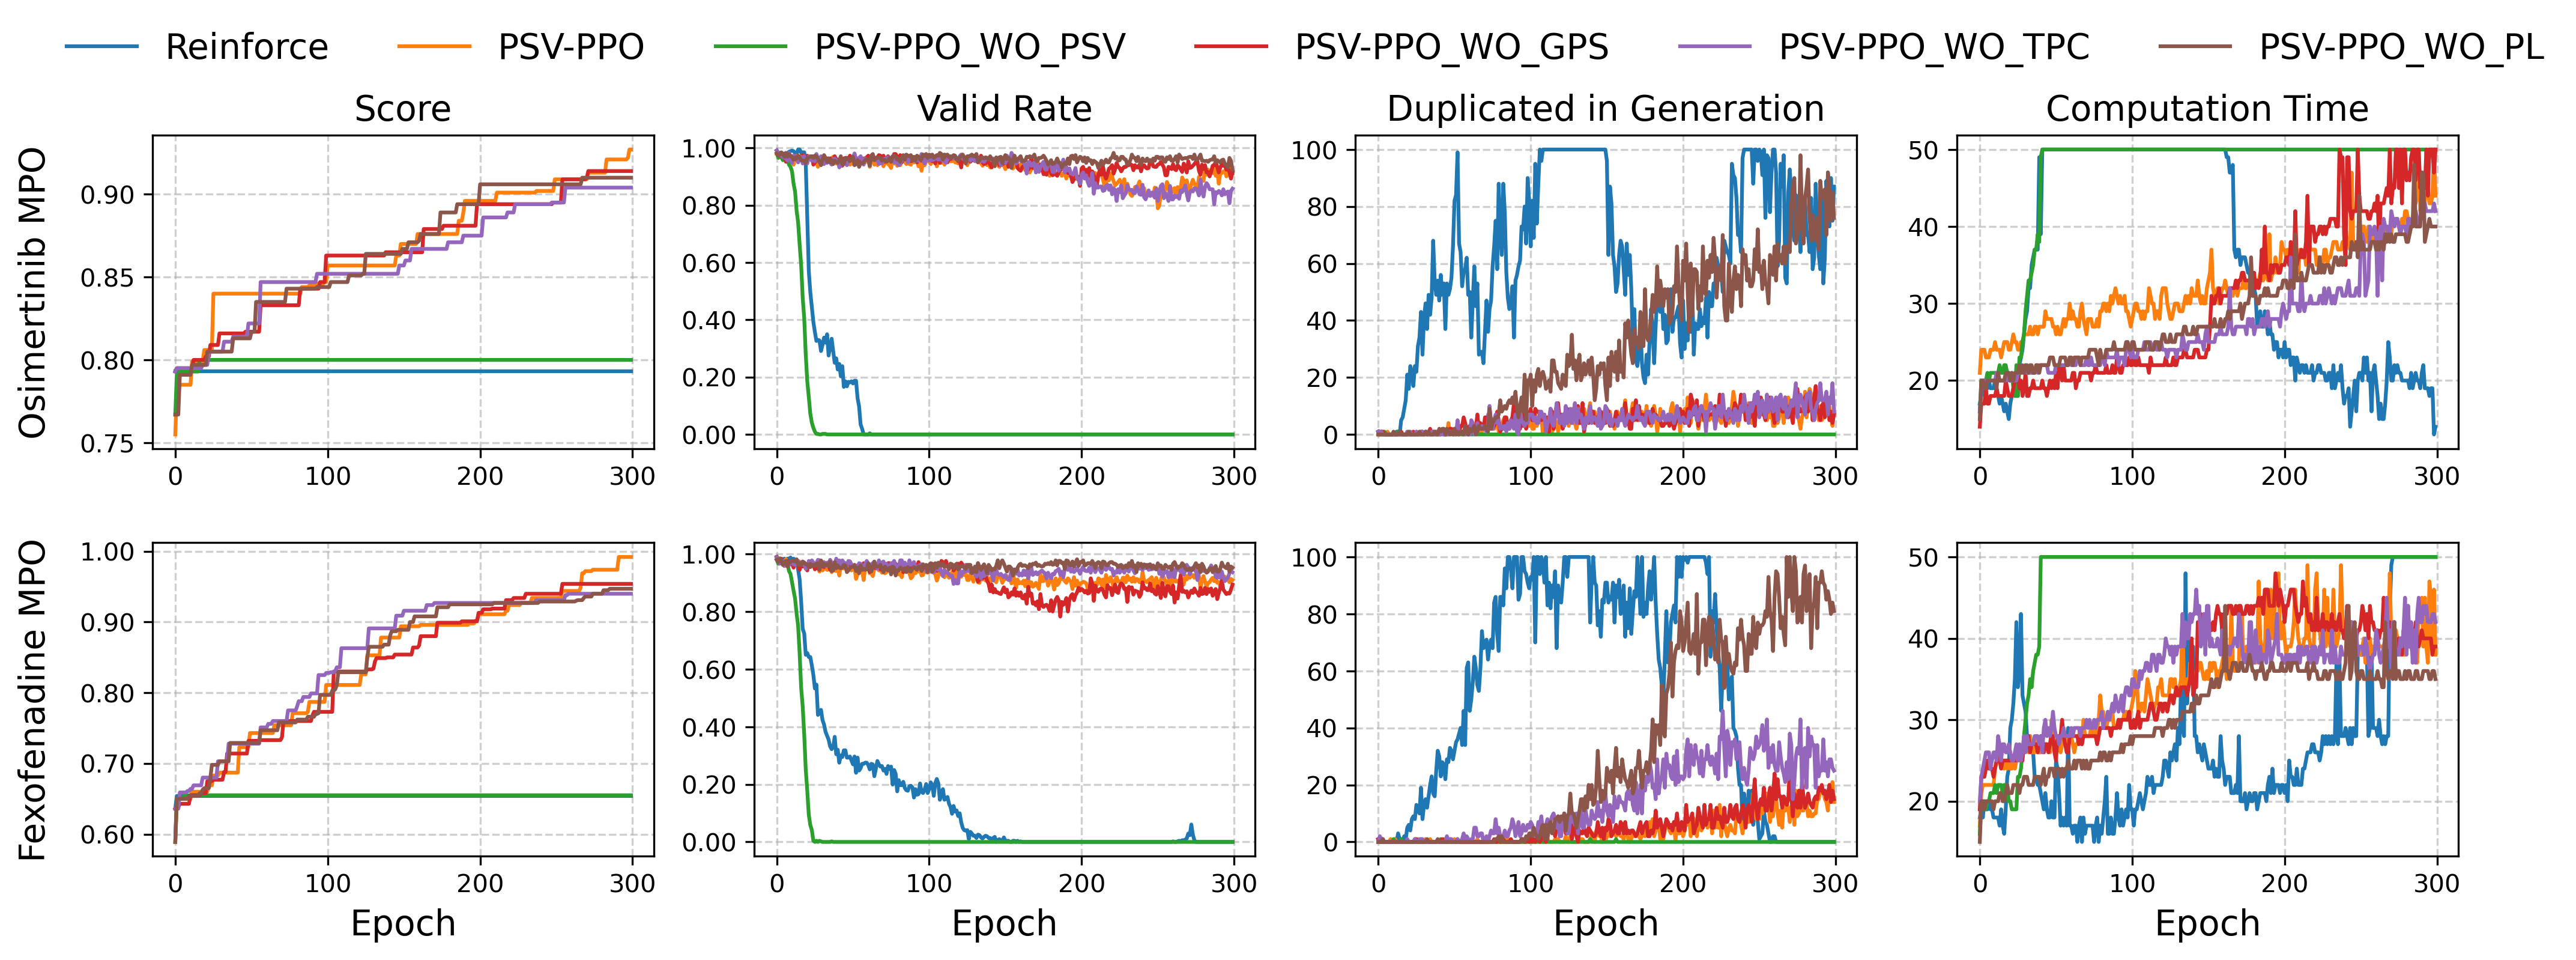 Reinforce PSV-PPO PSV-PPO_WO_PSV PSV-PPO_WO_GPS PSV-PPO_WO_TPC PSV-PPO_WO_PL
Score Valid Rate Duplicated in Generation Computation Time
Osimertinib MPO
0.90
0.85
0.80
0.75
0 100 200 300
1.00
0.80
0.60
0.40
0.20
0.00
0 100 200 300
100
80
60
40
20
0
0 100 200 300
50
40
30
20
0 100 200 300
Fexofenadine MPO
1.00
0.90
0.80
0.70
0.60
0 100 200 300
Epoch
1.00
0.80
0.60
0.40
0.20
0.00
0 100 200 300
Epoch
100
80
60
40
20
0
0 100 200 300
Epoch
50
40
30
20
0 100 200 300
Epoch